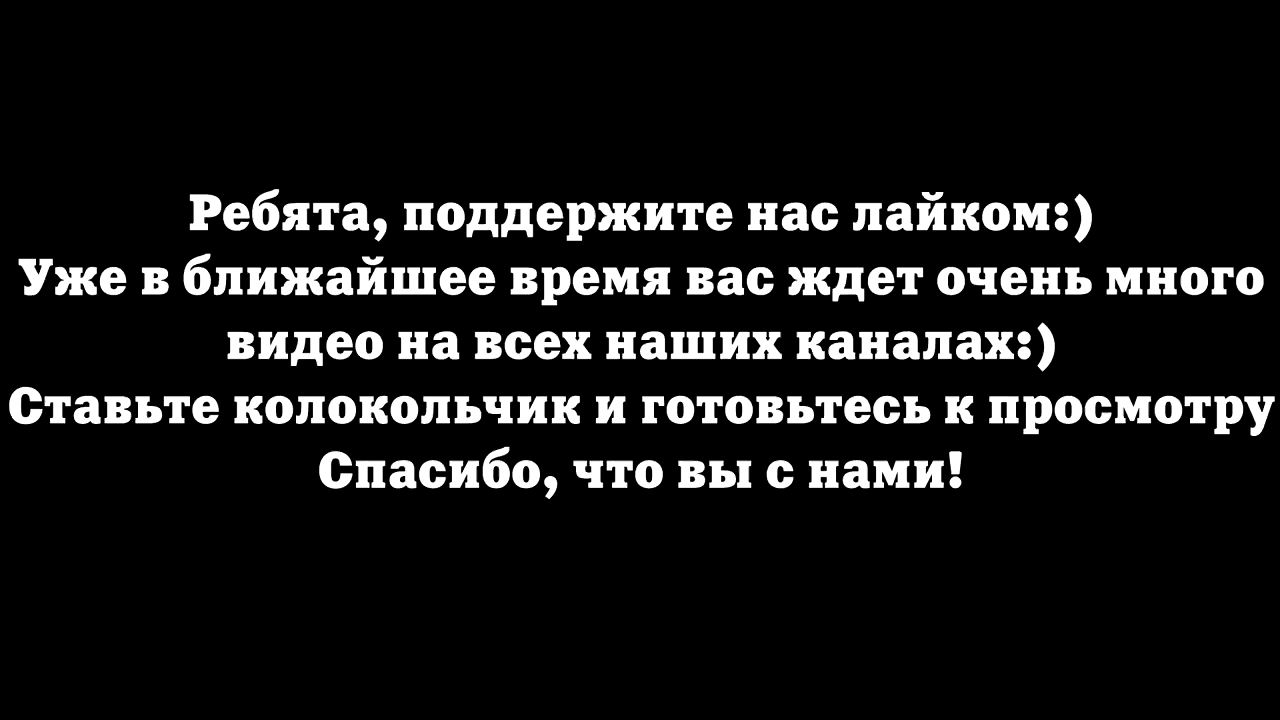 Ребята, поддержите нас лайком:)
Уже в ближайшее время вас ждет очень много
видео на всех наших каналах:)
Ставьте колокольчик и готовьтесь к просмотру
Спасибо, что вы с нами!